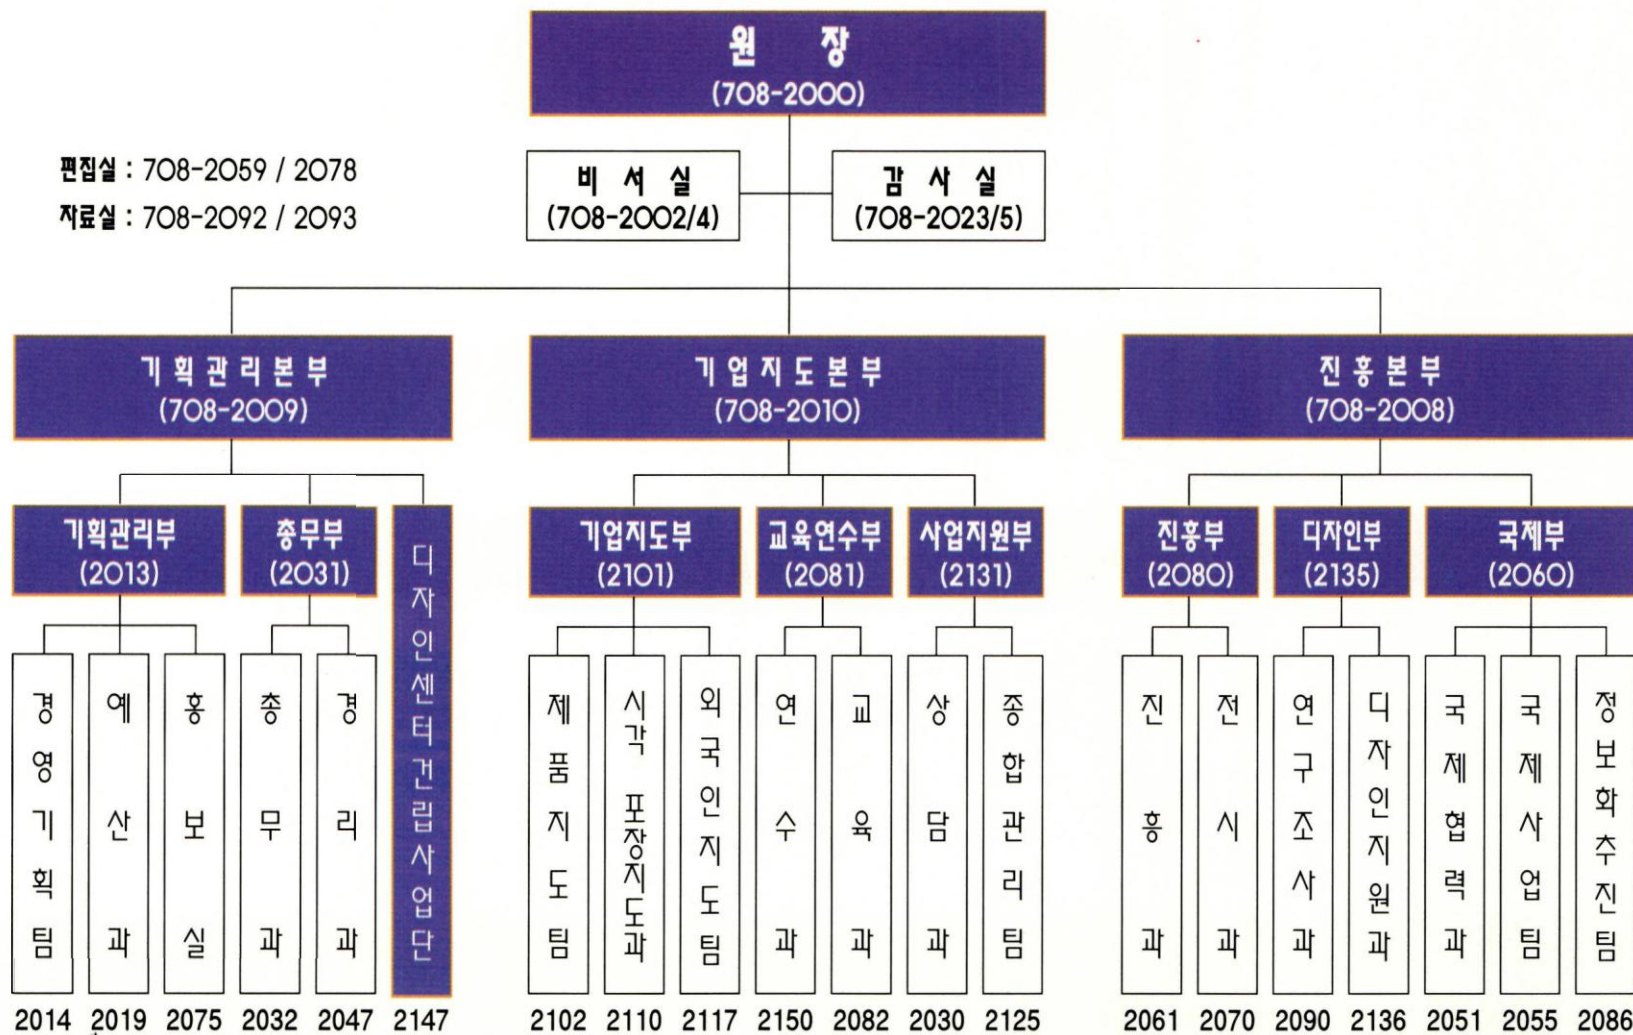 원 장
(708-2000)
편집실 : 708-2059 / 2078
자료실 : 708-2092 / 2093
비 서 실
(708-2002/4)
감 사 실
(708-2023/5)
기획관리본부
(708-2009)
기업지도본부
(708-2010)
진흥본부
(708-2008)
기획관리부
(2013)
총무부
(2031)
디자인센터건립사업단
기업지도부
(2101)
교육연수부
(2081)
사업지원부
(2131)
진흥부
(2080)
디자인부
(2135)
국제부
(2060)
경영기획팀
예산과
홍보실
총무과
경리과
제품지도팀
시각 포장지도과
외국인지도팀
연수과
교육과
상담과
종합관리팀
진흥과
전시과
연구조사과
디자인지원과
국제협력과
국제사업팀
정보화추진팀
2014 2019 2075 2032 2047 2147 2102 2110 2117 2150 2082 2030 2125 2061 2070 2090 2136 2051 2055 2086